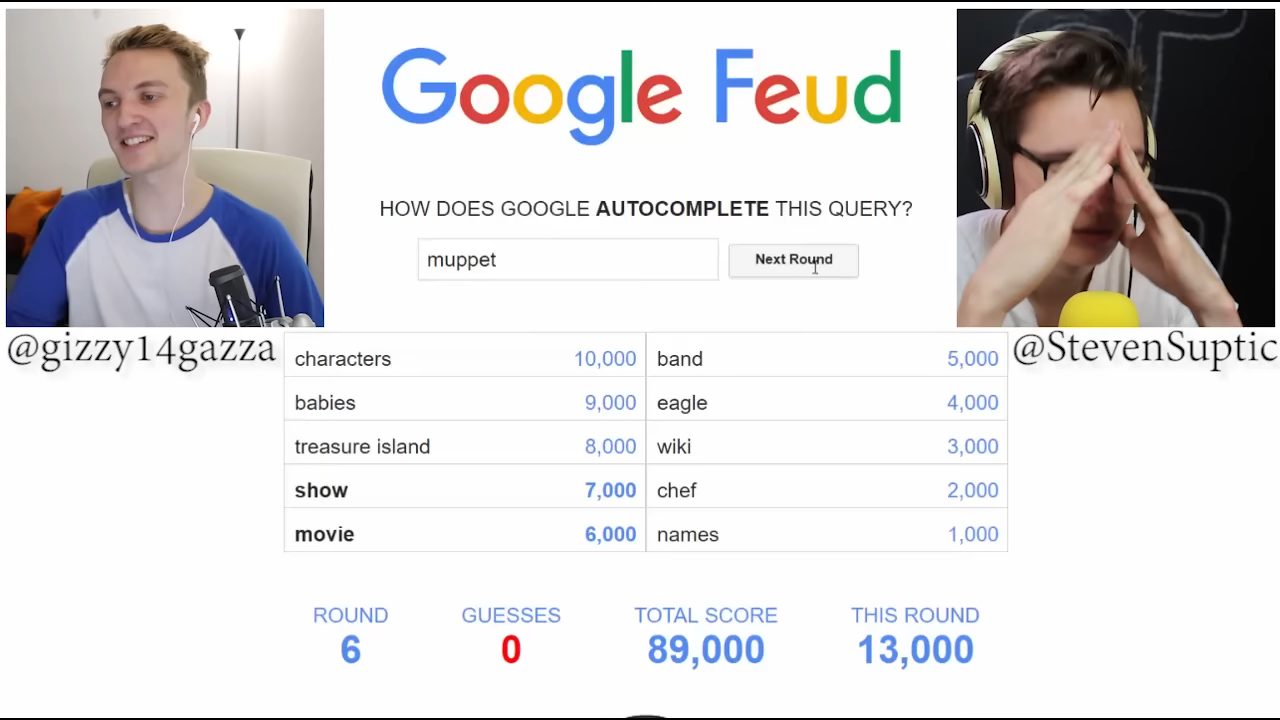 Google Feud
HOW DOES GOOGLE AUTOCOMPLETE THIS QUERY?
muppet
Next Round
@gizzy14gazza
@StevenSuptic
characters 10,000 band 5,000
babies 9,000 eagle 4,000
treasure island 8,000 wiki 3,000
show 7,000 chef 2,000
movie 6,000 names 1,000
ROUND GUESSES TOTAL SCORE THIS ROUND
6 0 89,000 13,000